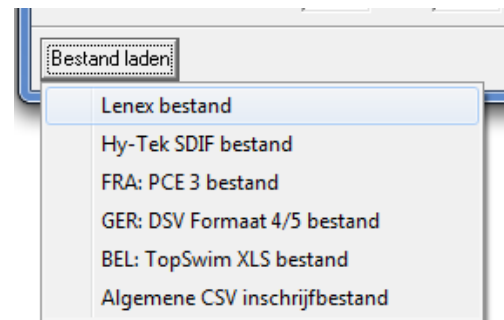 Bestand laden
Lenex bestand
Hy-Tek SDIF bestand
FRA: PCE 3 bestand
GER: DSV Formaat 4/5 bestand
BEL: TopSwim XLS bestand
Algemene CSV inschrijfbestand